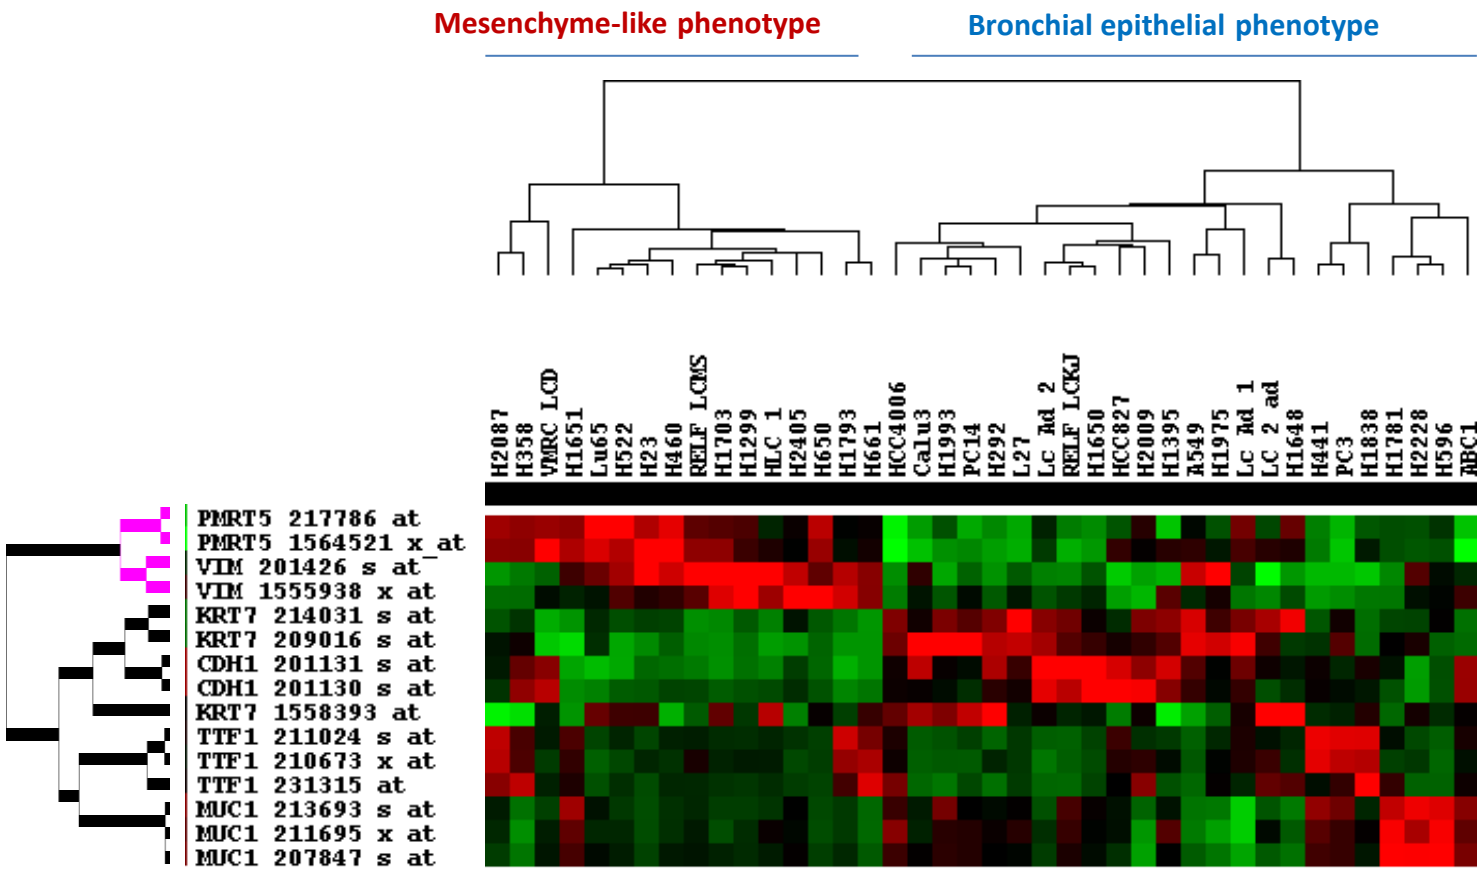 Mesenchyme-like phenotype
Bronchial epithelial phenotype
H2087
H358
VMRC LCD
H1651
Lu65
H522
H23
H460
RELF LCMS
H1703
H1299
HLC 1
H2405
H650
H1793
H661
HCC4006
Calu3
H1993
PC14
H292
L27
Lc Ad 2
RELF LCKJ
H1650
HCC827
H2009
H1395
A549
H1975
Lc Ad 1
LC 2 ad
H1648
H441
PC3
H1838
H1781
H2228
H596
ABC1
PMRT5 217786 at
PMRT5 1564521 x_at
VIM 201426 s at
VIM 1555938 x at
KRT7 214031 s at
KRT7 209016 s at
CDH1 201131 s at
CDH1 201130 s at
KRT7 1558393 at
TTF1 211024 s at
TTF1 210673 x at
TTF1 231315 at
MUC1 213693 s at
MUC1 211695 x at
MUC1 207847 s at